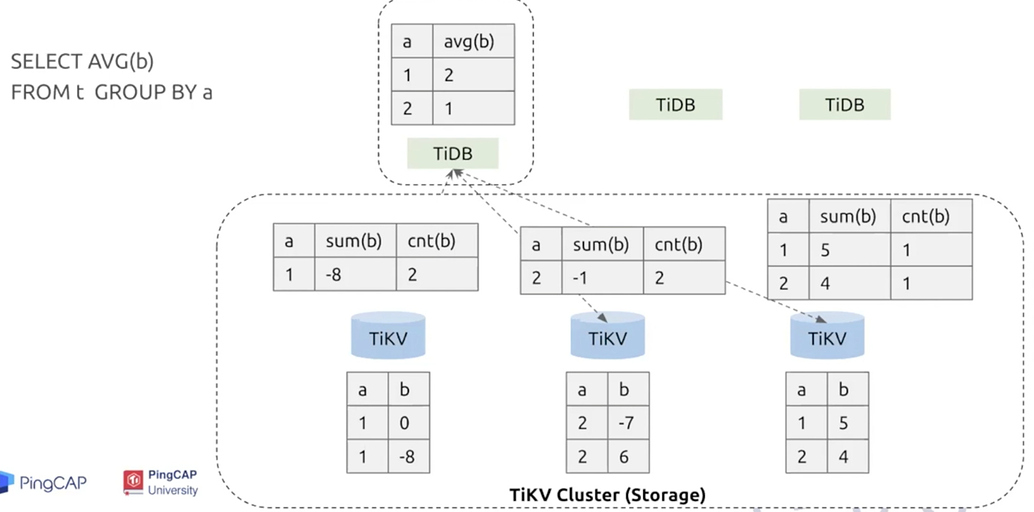 SELECT AVG(b)
FROM t GROUP BY a
a avg(b)
1 2
2 1
TiDB
TiDB
TiDB
a sum(b) cnt(b)
1 -8 2
a sum(b) cnt(b)
2 -1 2
a sum(b) cnt(b)
1 5 1
2 4 1
TiKV
TiKV
TiKV
a b
1 0
1 -8
a b
2 -7
2 6
a b
1 5
2 4
PingCAP
PingCAP
University
TiKV Cluster (Storage)